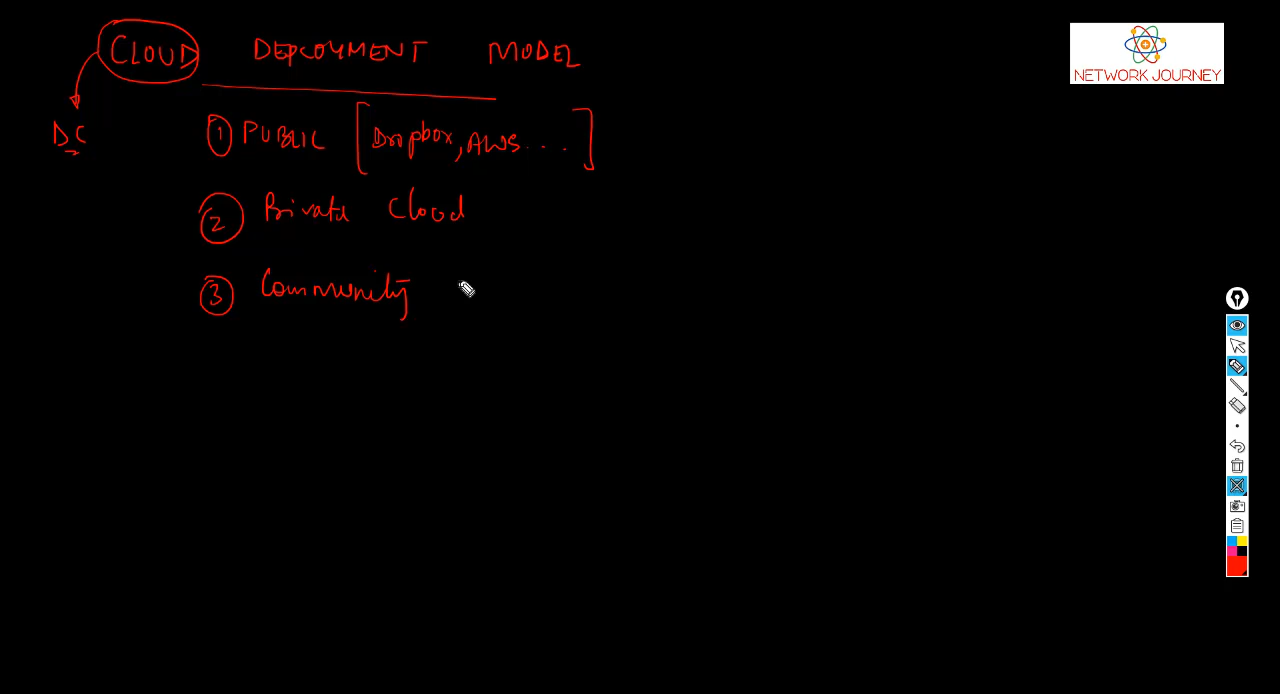 CLOUD DEPLOYMENT MODEL
NETWORK JOURNEY
DC
1 PUBLIC [Dropbox, AWS...]
2 Private Cloud
3 Community